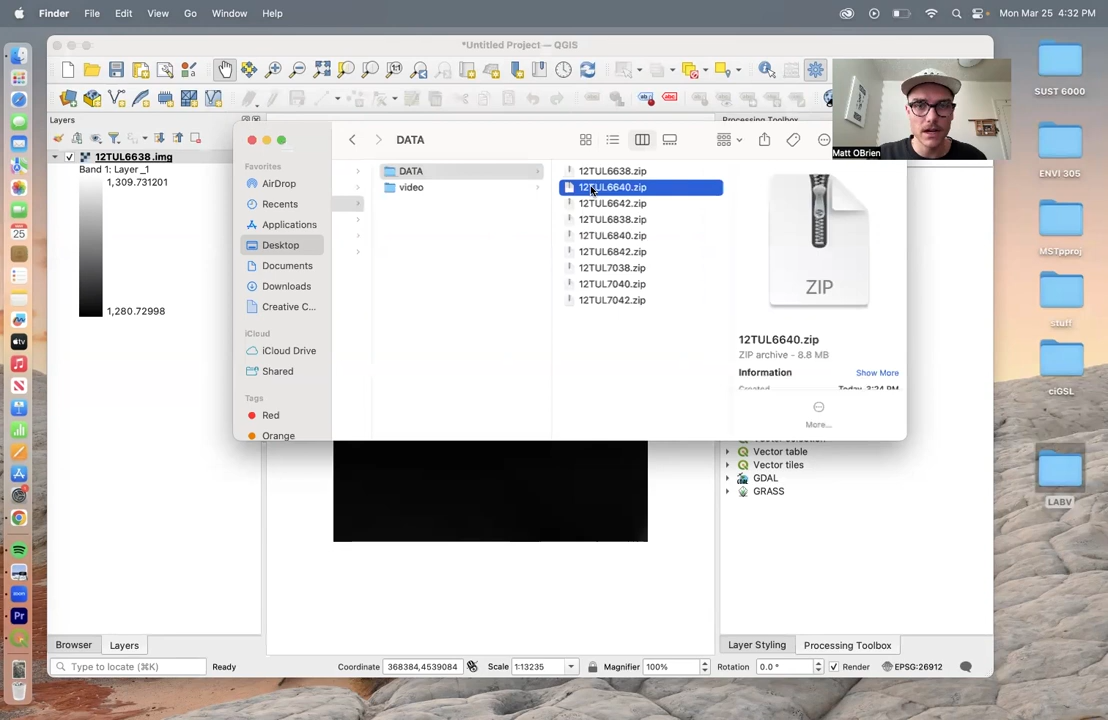 Finder File Edit View Go Window Help Mon Mar 25 4:32 PM
*Untitled Project — QGIS
Layers
12TUL6638.img
Band 1: Layer_1
1,309.731201
1,280.72998
DATA
Favorites
AirDrop
Recents
Applications
Desktop
Documents
Downloads
Creative C...
iCloud
iCloud Drive
Shared
Tags
Red
Orange
DATA
video
12TUL6638.zip
12TUL6640.zip
12TUL6642.zip
12TUL6838.zip
12TUL6840.zip
12TUL6842.zip
12TUL7038.zip
12TUL7040.zip
12TUL7042.zip
ZIP
12TUL6640.zip
ZIP archive - 8.8 MB
Information Show More
Created Today, 3:24 PM
More...
Vector table
Vector tiles
GDAL
GRASS
Matt OBrien
SUST 6000
ENVI 305
MSTpproj
stuff
ciGSL
LABV
Browser Layers
Layer Styling Processing Toolbox
Type to locate (⌘K) Ready Coordinate 368384,4539084 Scale 1:13235 Magnifier 100% Rotation 0.0 ° Render EPSG:26912